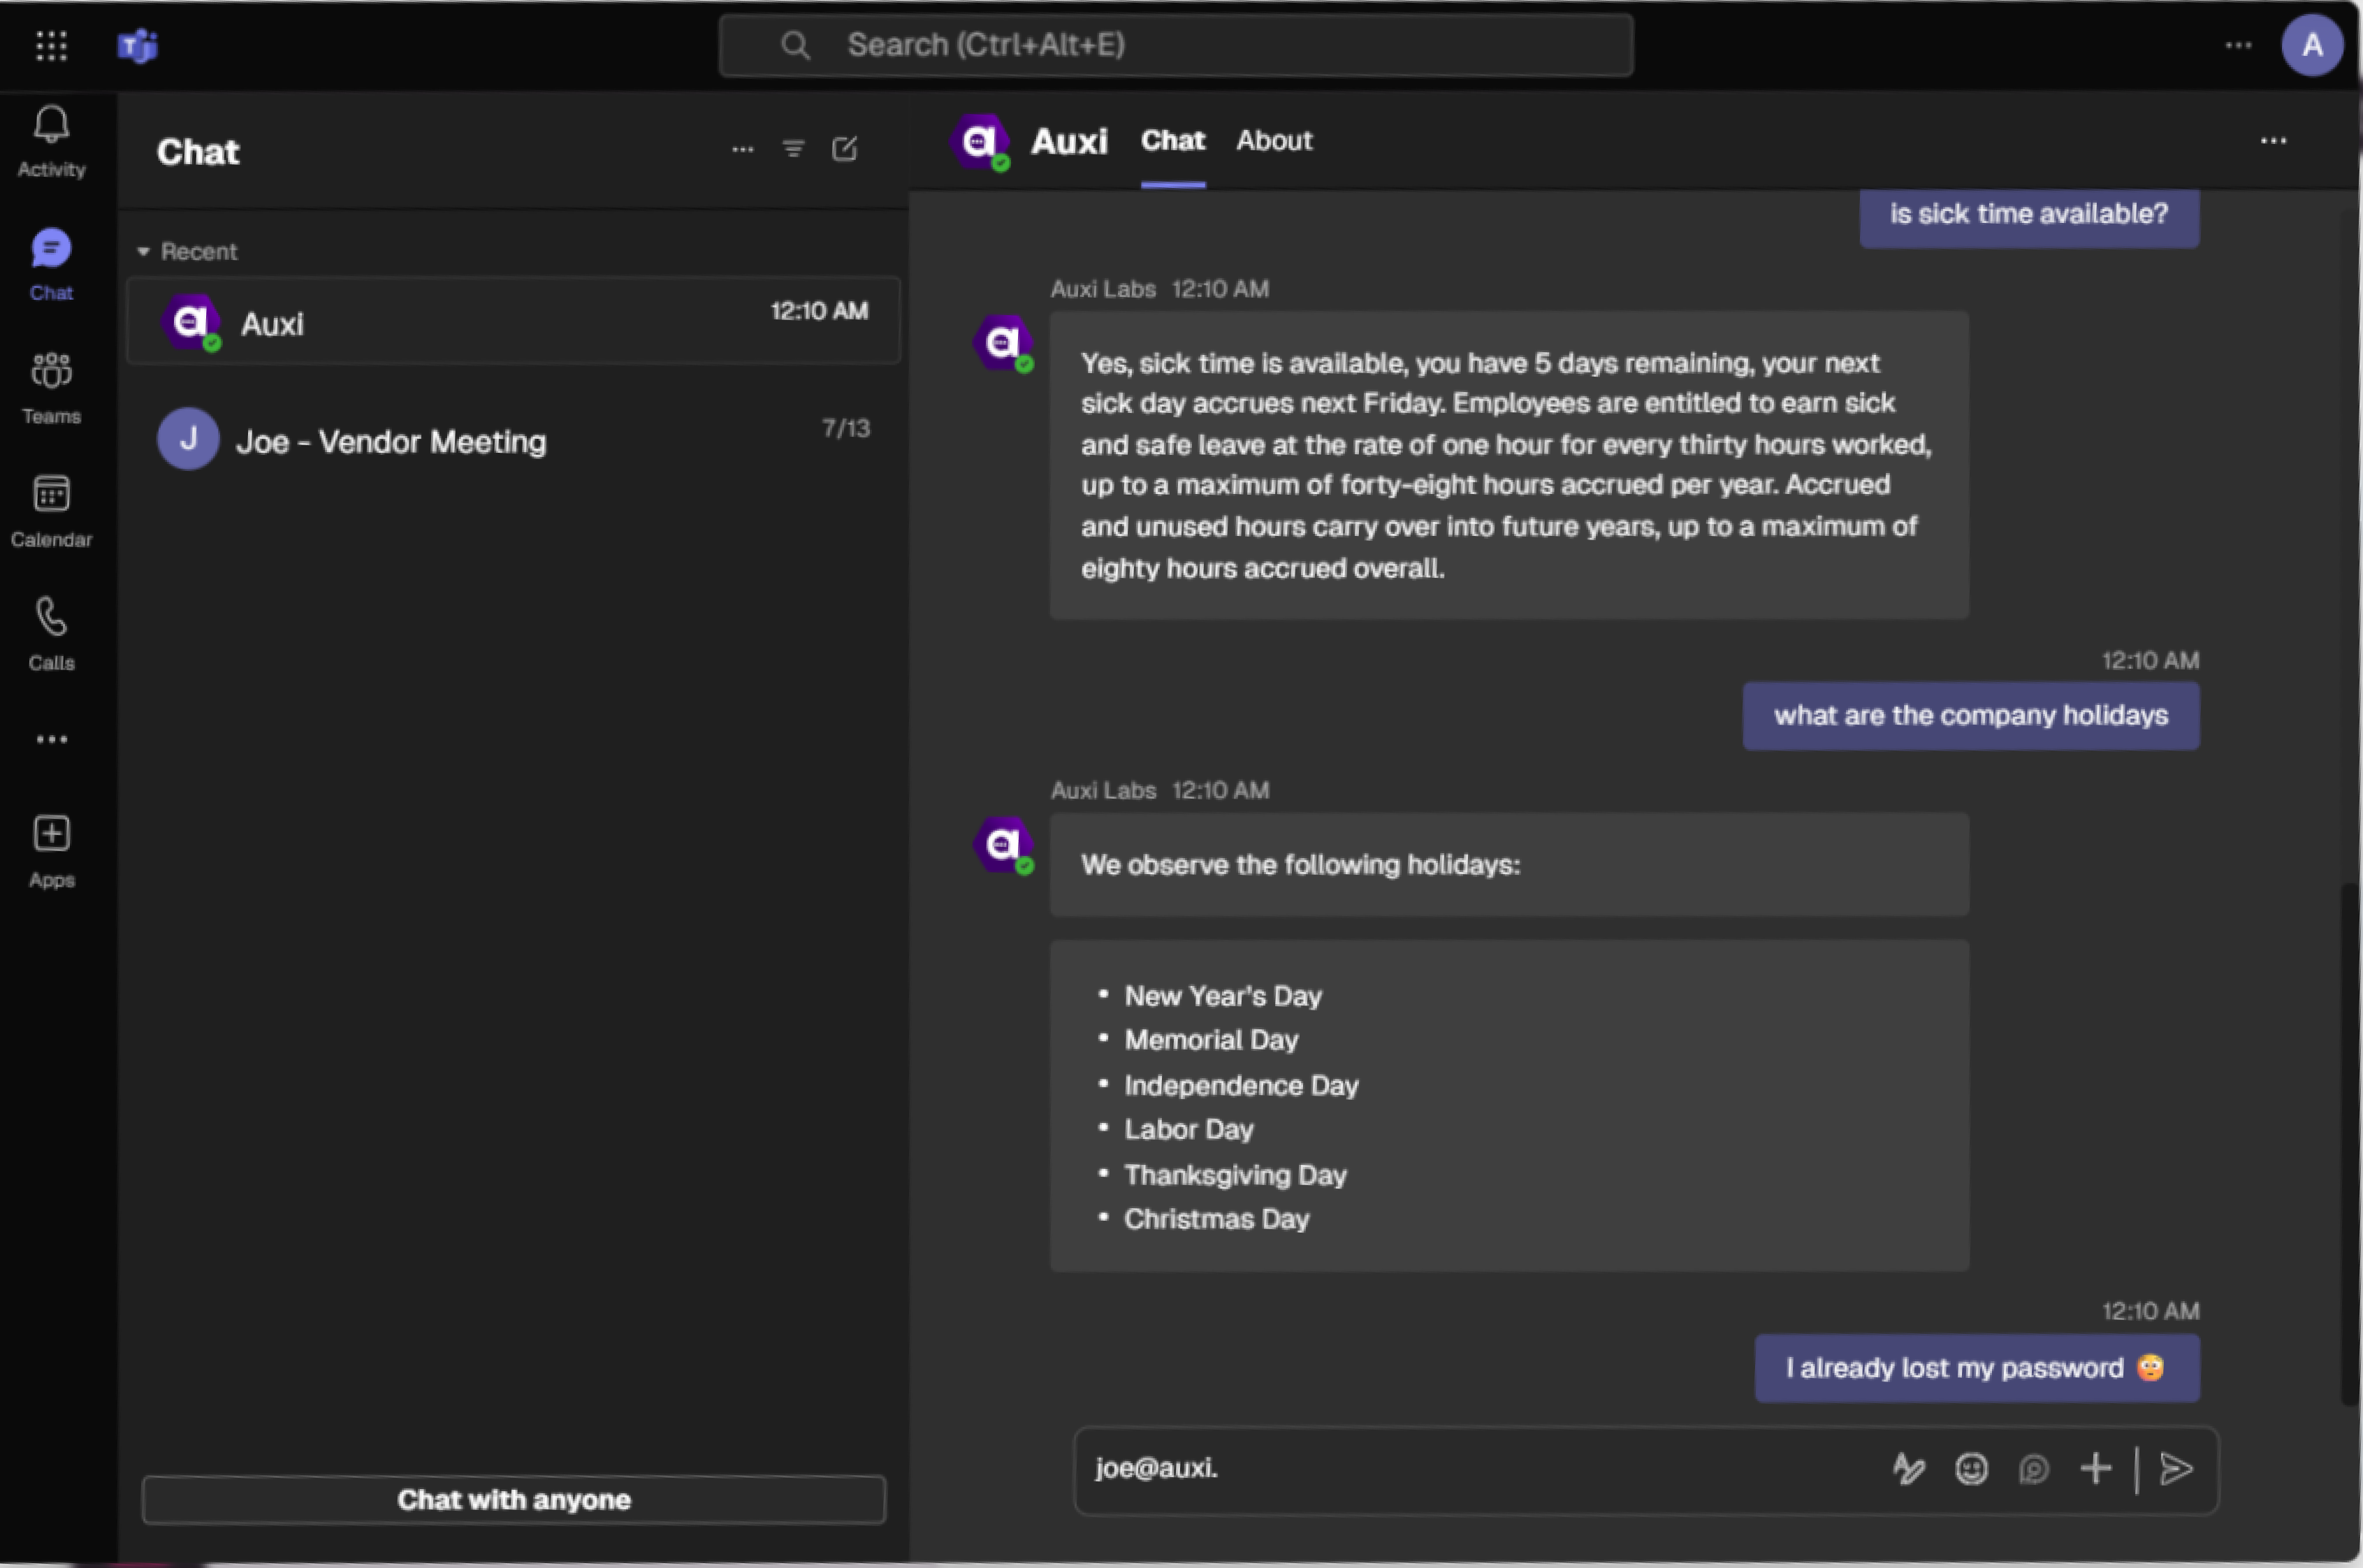 Search (Ctrl+Alt+E)
A
Activity
Chat
Teams
Calendar
Calls
Apps
Chat
Recent
Auxi 12:10 AM
J Joe - Vendor Meeting 7/13
Chat with anyone
Auxi Chat About
is sick time available?
Auxi Labs 12:10 AM
Yes, sick time is available, you have 5 days remaining, your next
sick day accrues next Friday. Employees are entitled to earn sick
and safe leave at the rate of one hour for every thirty hours worked,
up to a maximum of forty-eight hours accrued per year. Accrued
and unused hours carry over into future years, up to a maximum of
eighty hours accrued overall.
12:10 AM
what are the company holidays
Auxi Labs 12:10 AM
We observe the following holidays:
• New Year's Day
• Memorial Day
• Independence Day
• Labor Day
• Thanksgiving Day
• Christmas Day
12:10 AM
I already lost my password 😳
joe@auxi.